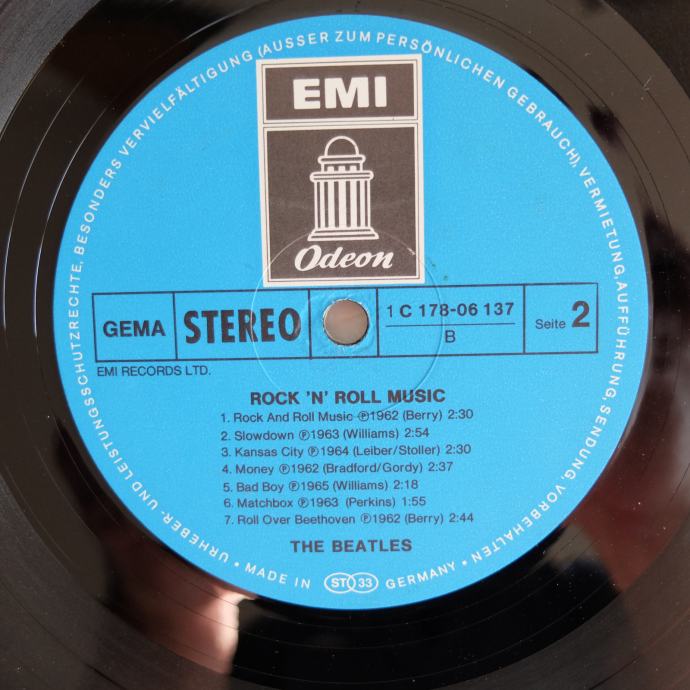 EMI
Odeon
GEMA STEREO 1 C 178-06 137 B Seite 2
EMI RECORDS LTD.
ROCK 'N' ROLL MUSIC
1. Rock And Roll Music ℗1962 (Berry) 2:30
2. Slowdown ℗1963 (Williams) 2:54
3. Kansas City ℗1964 (Leiber/Stoller) 2:30
4. Money ℗1962 (Bradford/Gordy) 2:37
5. Bad Boy ℗1965 (Williams) 2:18
6. Matchbox ℗1963 (Perkins) 1:55
7. Roll Over Beethoven ℗1962 (Berry) 2:44
THE BEATLES
URHEBER- UND LEISTUNGSSCHUTZRECHTE, BESONDERS VERVIELFÄLTIGUNG (AUSSER ZUM PERSÖNLICHEN GEBRAUCH), VERMIETUNG, AUFFÜHRUNG, SENDUNG, VORBEHALTEN • MADE IN ST 33 GERMANY •